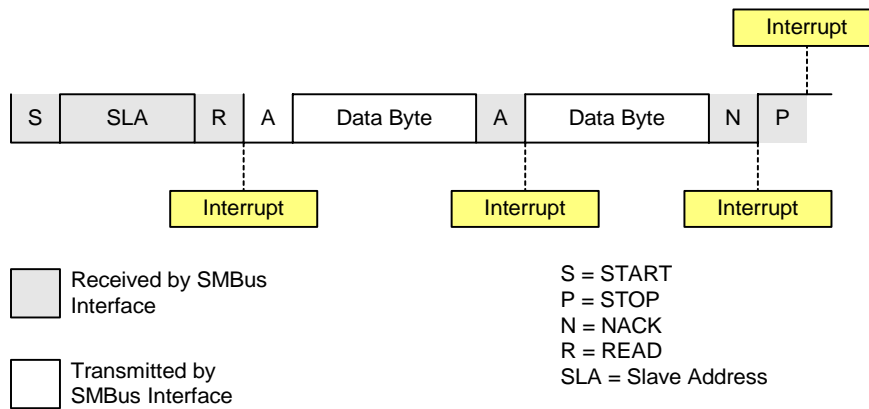 Interrupt
S SLA R A Data Byte A Data Byte N P
Interrupt Interrupt Interrupt
Received by SMBus
Interface
Transmitted by
SMBus Interface
S = START
P = STOP
N = NACK
R = READ
SLA = Slave Address